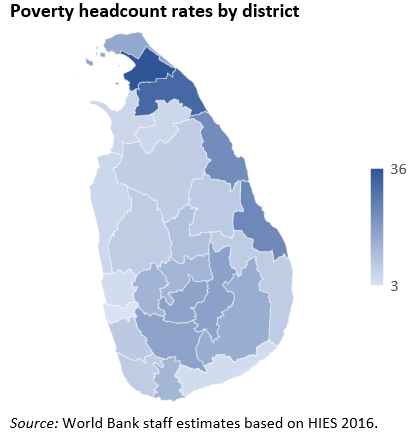 Poverty headcount rates by district
36
3
Source: World Bank staff estimates based on HIES 2016.